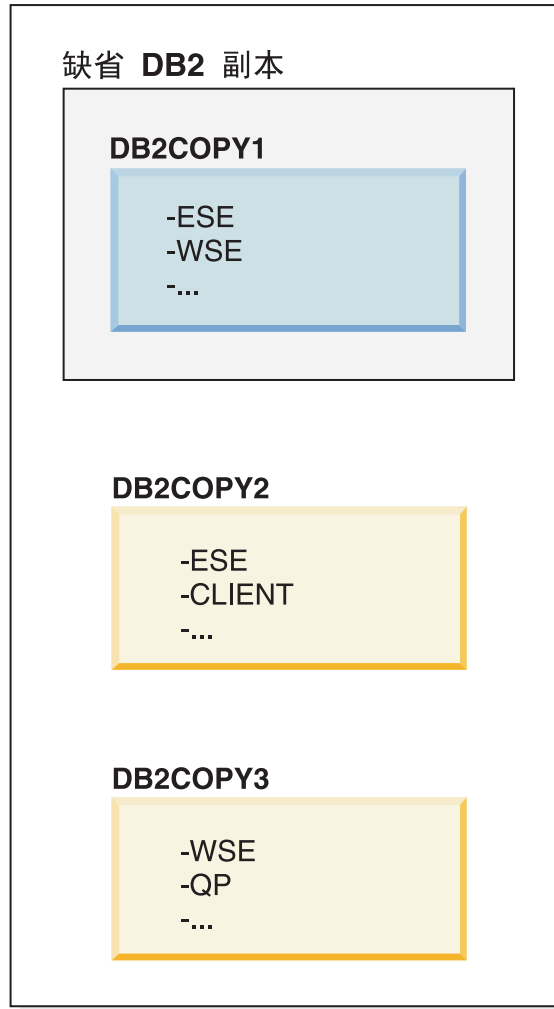 缺省 DB2 副本
DB2COPY1
-ESE
-WSE
-...
DB2COPY2
-ESE
-CLIENT
-...
DB2COPY3
-WSE
-QP
-...